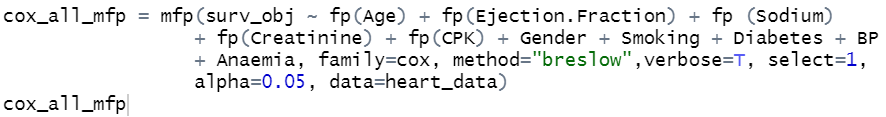 cox_all_mfp = mfp(surv_obj ~ fp(Age) + fp(Ejection.Fraction) + fp (Sodium)
+ fp(Creatinine) + fp(CPK) + Gender + Smoking + Diabetes + BP
+ Anaemia, family=cox, method="breslow",verbose=T, select=1,
alpha=0.05, data=heart_data)
cox_all_mfp